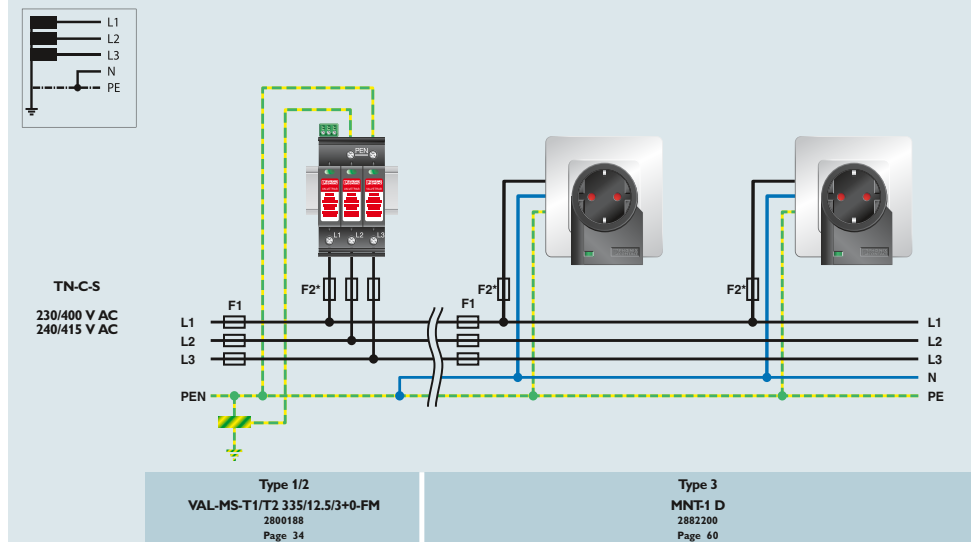 L1
L2
L3
N
PE
PEN
L1 L2 L3
TN-C-S
230/400 V AC
240/415 V AC
F1
F2*
F2*
F1
F2*
L1
L2
L3
PEN
L1
L2
L3
N
PE
Type 1/2
VAL-MS-T1/T2 335/12.5/3+0-FM
2800188
Page 34
Type 3
MNT-1 D
2882200
Page 60